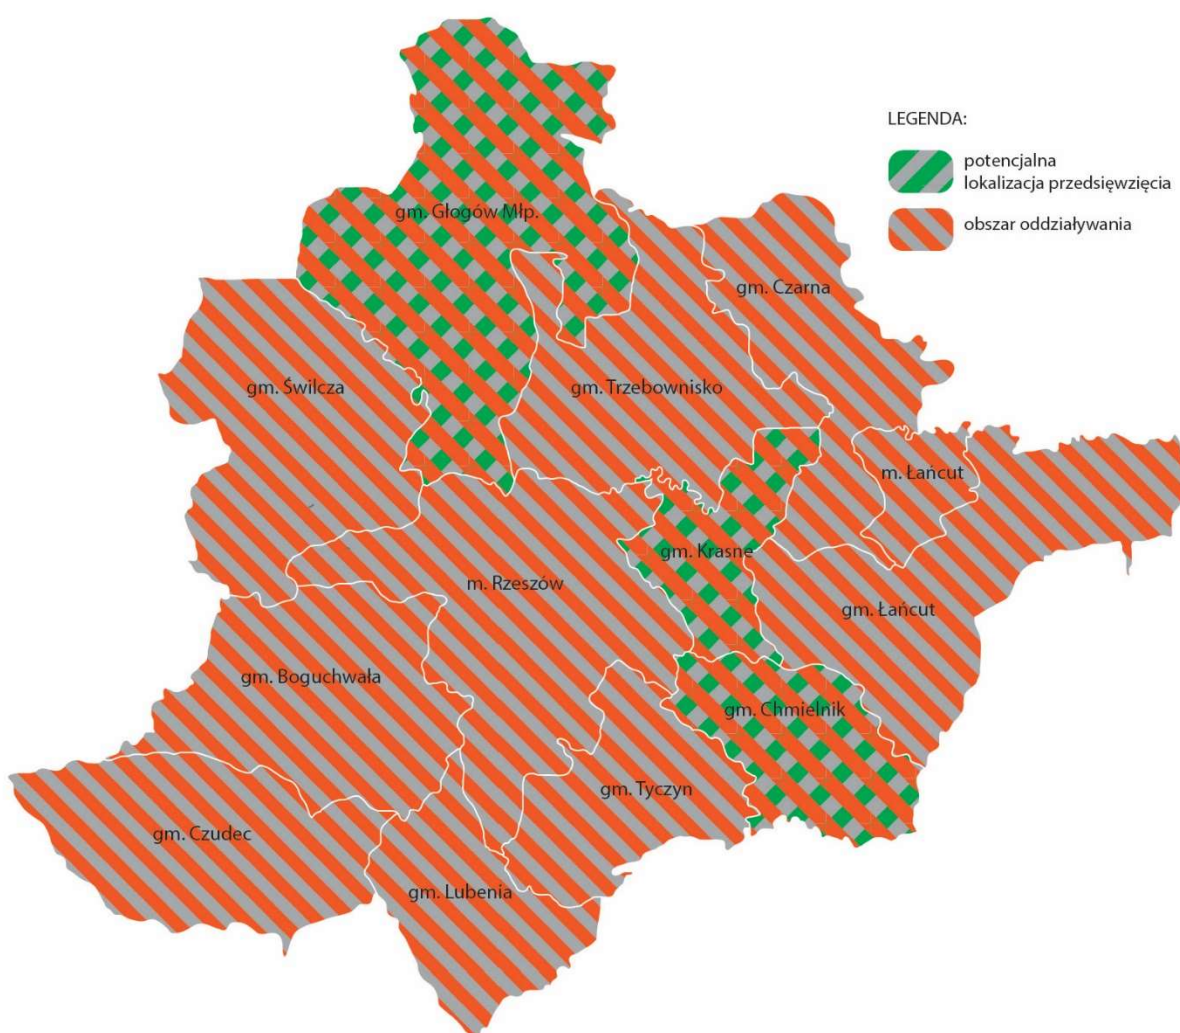 LEGENDA:
potencjalna
lokalizacja przedsięwzięcia
obszar oddziaływania
gm. Głogów Młp.
gm. Czarna
gm. Świlcza
gm. Trzebownisko
m. Łańcut
gm. Krasne
m. Rzeszów
gm. Łańcut
gm. Boguchwała
gm. Chmielnik
gm. Tyczyn
gm. Czudec
gm. Lubenia